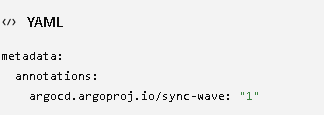 </> YAML
metadata:
  annotations:
    argocd.argoproj.io/sync-wave: "1"